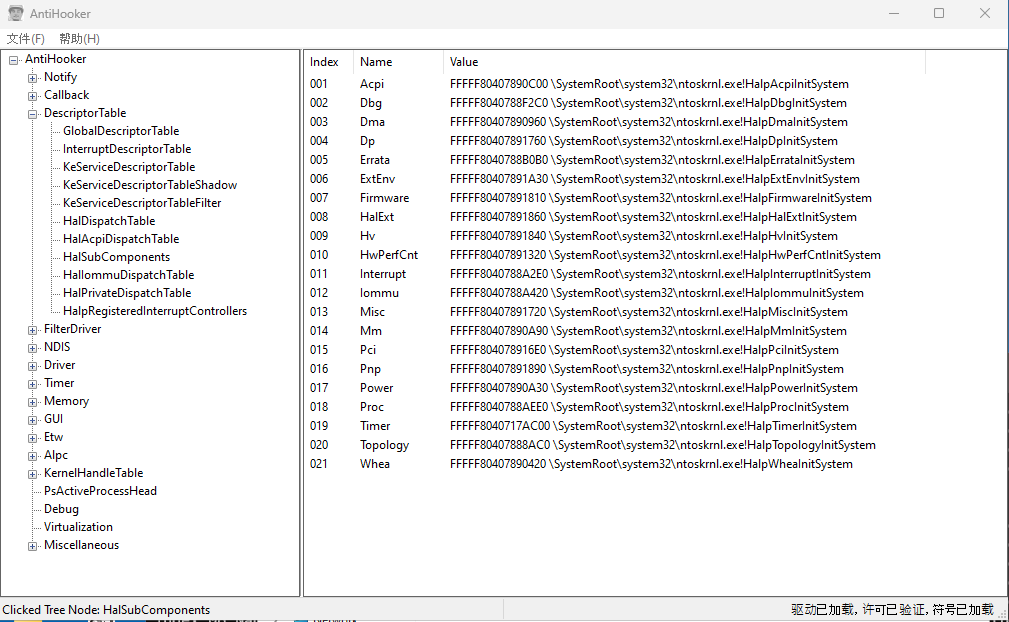 AntiHooker
文件(F) 帮助(H)
AntiHooker
Notify
Callback
DescriptorTable
GlobalDescriptorTable
InterruptDescriptorTable
KeServiceDescriptorTable
KeServiceDescriptorTableShadow
KeServiceDescriptorTableFilter
HalDispatchTable
HalAcpiDispatchTable
HalSubComponents
HalIommuDispatchTable
HalPrivateDispatchTable
HalpRegisteredInterruptControllers
FilterDriver
NDIS
Driver
Timer
Memory
GUI
Etw
Alpc
KernelHandleTable
PsActiveProcessHead
Debug
Virtualization
Miscellaneous
Index Name Value
001 Acpi FFFFF80407890C00 \SystemRoot\system32\ntoskrnl.exe!HalpAcpiInitSystem
002 Dbg FFFFF8040788F2C0 \SystemRoot\system32\ntoskrnl.exe!HalpDbgInitSystem
003 Dma FFFFF80407890960 \SystemRoot\system32\ntoskrnl.exe!HalpDmaInitSystem
004 Dp FFFFF80407891760 \SystemRoot\system32\ntoskrnl.exe!HalpDpInitSystem
005 Errata FFFFF8040788B0B0 \SystemRoot\system32\ntoskrnl.exe!HalpErrataInitSystem
006 ExtEnv FFFFF80407891A30 \SystemRoot\system32\ntoskrnl.exe!HalpExtEnvInitSystem
007 Firmware FFFFF80407891810 \SystemRoot\system32\ntoskrnl.exe!HalpFirmwareInitSystem
008 HalExt FFFFF80407891860 \SystemRoot\system32\ntoskrnl.exe!HalpHalExtInitSystem
009 Hv FFFFF80407891840 \SystemRoot\system32\ntoskrnl.exe!HalpHvInitSystem
010 HwPerfCnt FFFFF80407891320 \SystemRoot\system32\ntoskrnl.exe!HalpHwPerfCntInitSystem
011 Interrupt FFFFF8040788A2E0 \SystemRoot\system32\ntoskrnl.exe!HalpInterruptInitSystem
012 Iommu FFFFF8040788A420 \SystemRoot\system32\ntoskrnl.exe!HalpIommuInitSystem
013 Misc FFFFF80407891720 \SystemRoot\system32\ntoskrnl.exe!HalpMiscInitSystem
014 Mm FFFFF80407890A90 \SystemRoot\system32\ntoskrnl.exe!HalpMmInitSystem
015 Pci FFFFF804078916E0 \SystemRoot\system32\ntoskrnl.exe!HalpPciInitSystem
016 Pnp FFFFF80407891890 \SystemRoot\system32\ntoskrnl.exe!HalpPnpInitSystem
017 Power FFFFF80407890A30 \SystemRoot\system32\ntoskrnl.exe!HalpPowerInitSystem
018 Proc FFFFF8040788AEE0 \SystemRoot\system32\ntoskrnl.exe!HalpProcInitSystem
019 Timer FFFFF8040717AC00 \SystemRoot\system32\ntoskrnl.exe!HalpTimerInitSystem
020 Topology FFFFF80407888AC0 \SystemRoot\system32\ntoskrnl.exe!HalpTopologyInitSystem
021 Whea FFFFF80407890420 \SystemRoot\system32\ntoskrnl.exe!HalpWheaInitSystem
Clicked Tree Node: HalSubComponents
驱动已加载, 许可已验证, 符号已加载